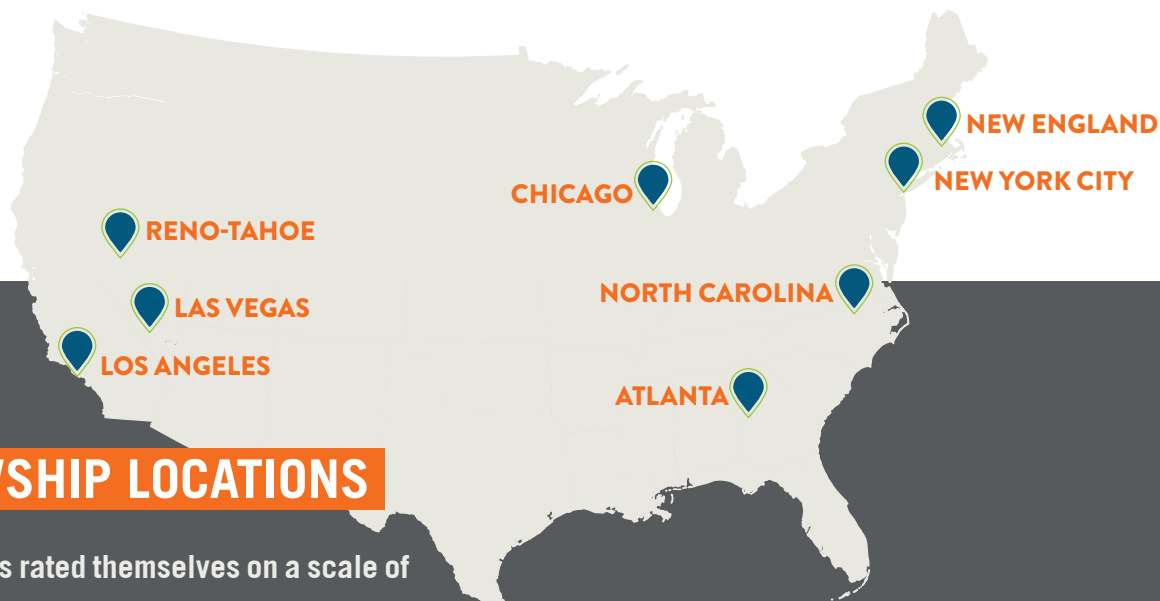 NEW ENGLAND
NEW YORK CITY
CHICAGO
RENO-TAHOE
NORTH CAROLINA
LAS VEGAS
LOS ANGELES
ATLANTA
SHIP LOCATIONS
s rated themselves on a scale of